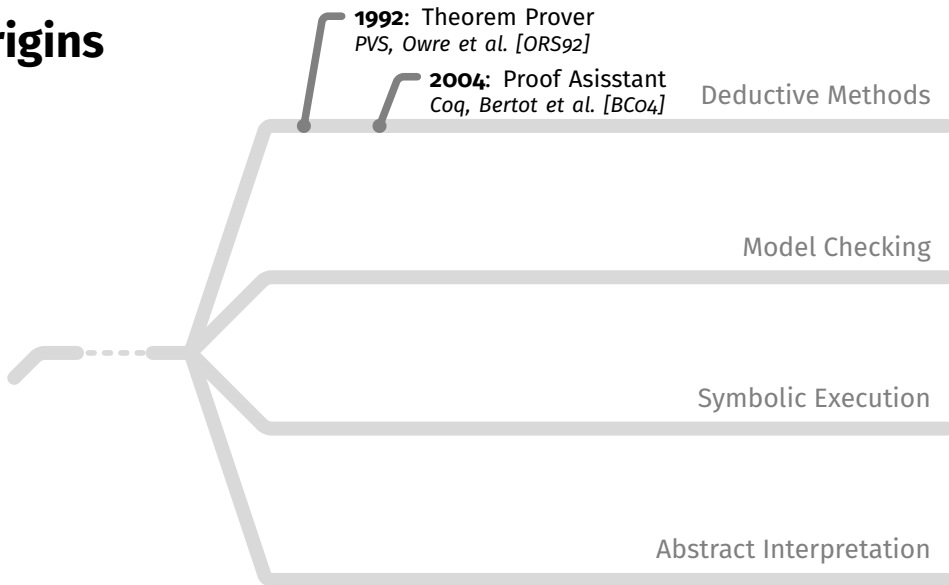 rigins
1992: Theorem Prover
PVS, Owre et al. [ORS92]
2004: Proof Asisstant
Coq, Bertot et al. [BC04]
Deductive Methods
Model Checking
Symbolic Execution
Abstract Interpretation